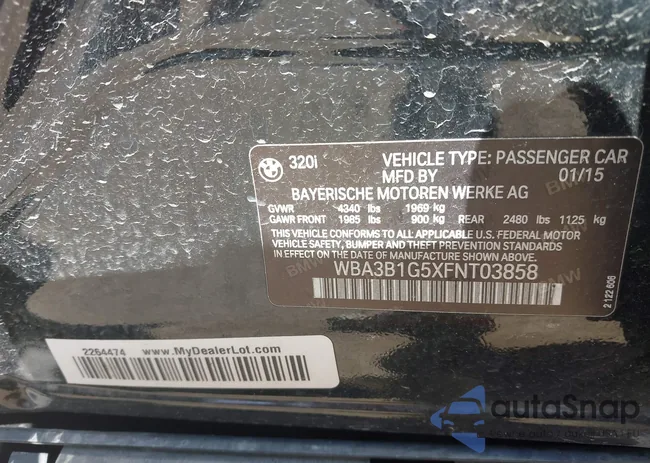 320i VEHICLE TYPE: PASSENGER CAR
MFD BY 01/15
BAYERISCHE MOTOREN WERKE AG
GVWR 4340 lbs 1969 kg
GAWR FRONT 1985 lbs 900 kg REAR 2480 lbs 1125 kg
THIS VEHICLE CONFORMS TO ALL APPLICABLE U.S. FEDERAL MOTOR
VEHICLE SAFETY, BUMPER AND THEFT PREVENTION STANDARDS
IN EFFECT ON THE DATE OF MANUFACTURE SHOWN ABOVE.
WBA3B1G5XFNT03858
2 122 606
2264474 www.MyDealerLot.com
autoSnap